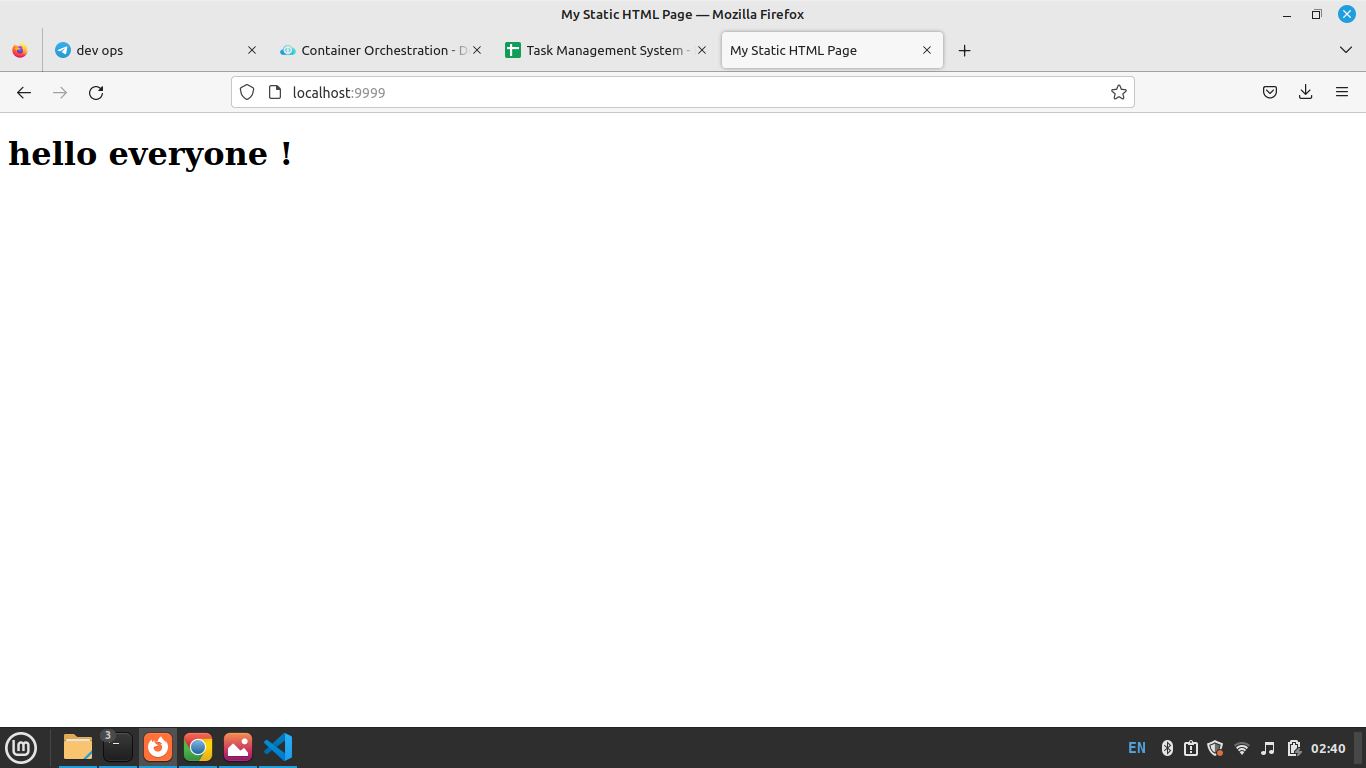 My Static HTML Page — Mozilla Firefox
dev ops
Container Orchestration - D
Task Management System -
My Static HTML Page
localhost:9999
hello everyone !
3
EN
02:40